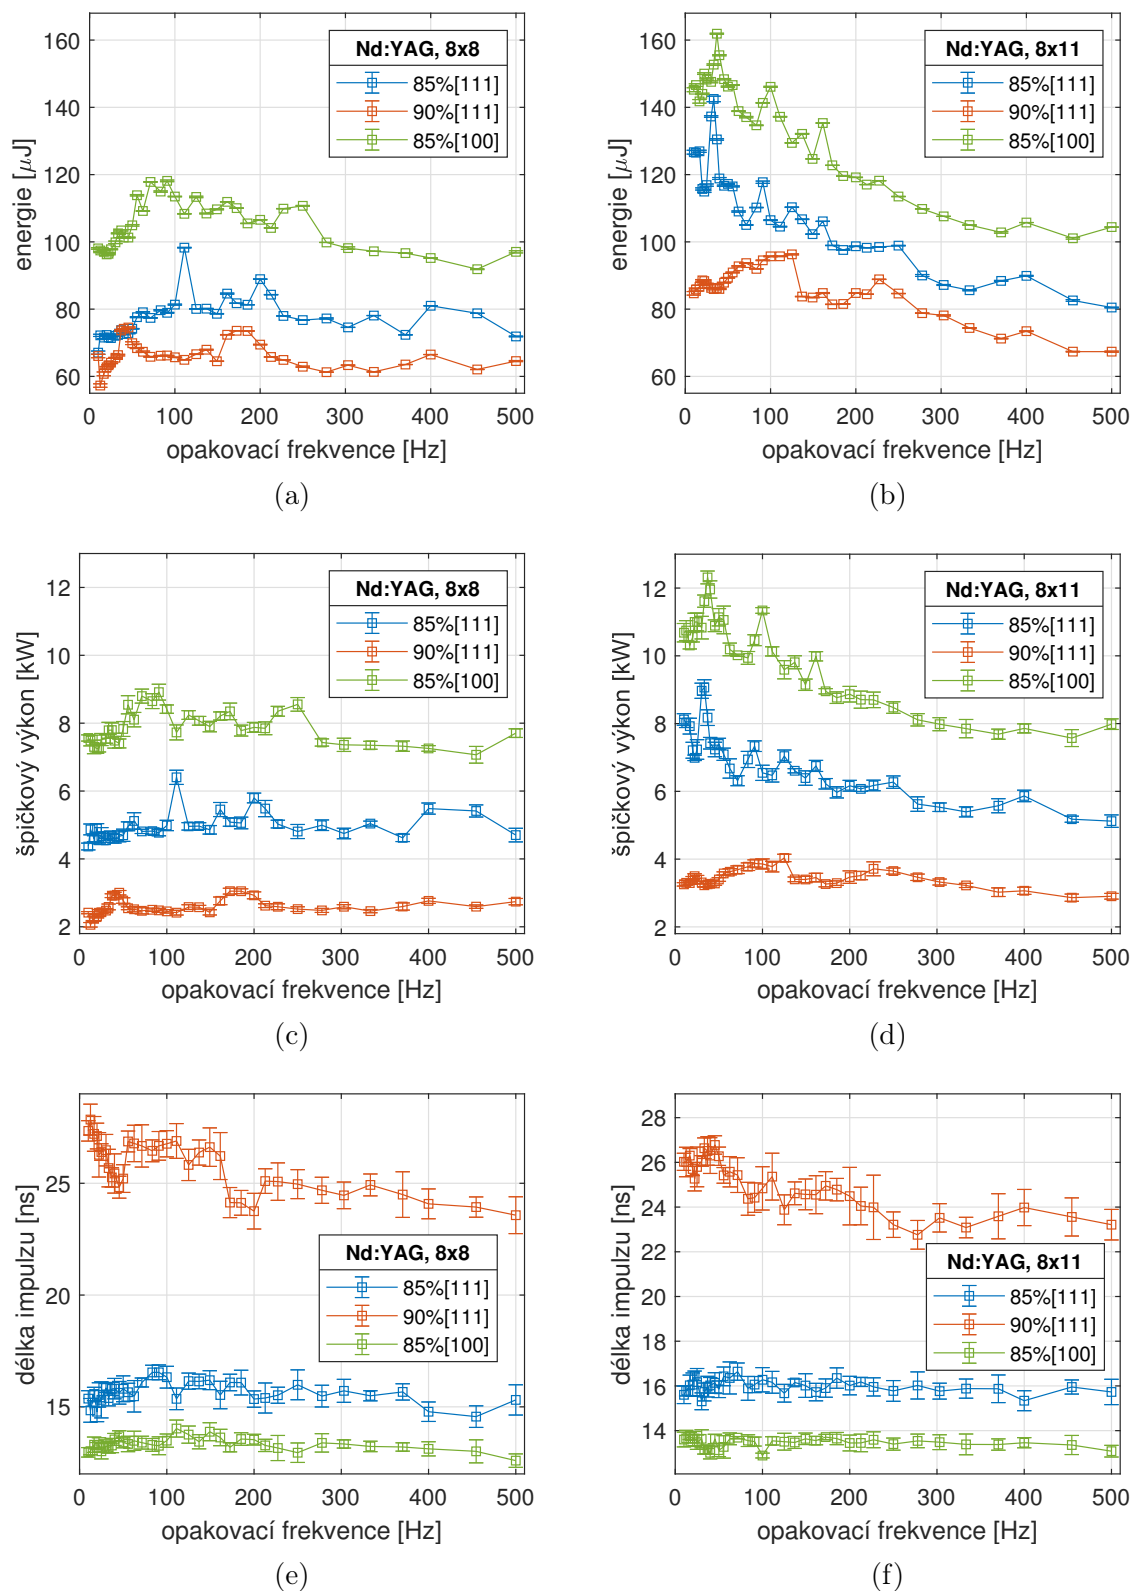 160
140
120
100
80
60
energie [μJ]
0 100 200 300 400 500
opakovací frekvence [Hz]
Nd:YAG, 8x8
85%[111]
90%[111]
85%[100]
(a)
160
140
120
100
80
60
energie [μJ]
0 100 200 300 400 500
opakovací frekvence [Hz]
Nd:YAG, 8x11
85%[111]
90%[111]
85%[100]
(b)
12
10
8
6
4
2
špičkový výkon [kW]
0 100 200 300 400 500
opakovací frekvence [Hz]
Nd:YAG, 8x8
85%[111]
90%[111]
85%[100]
(c)
12
10
8
6
4
2
špičkový výkon [kW]
0 100 200 300 400 500
opakovací frekvence [Hz]
Nd:YAG, 8x11
85%[111]
90%[111]
85%[100]
(d)
25
20
15
délka impulzu [ns]
0 100 200 300 400 500
opakovací frekvence [Hz]
Nd:YAG, 8x8
85%[111]
90%[111]
85%[100]
(e)
28
26
24
22
20
18
16
14
délka impulzu [ns]
0 100 200 300 400 500
opakovací frekvence [Hz]
Nd:YAG, 8x11
85%[111]
90%[111]
85%[100]
(f)